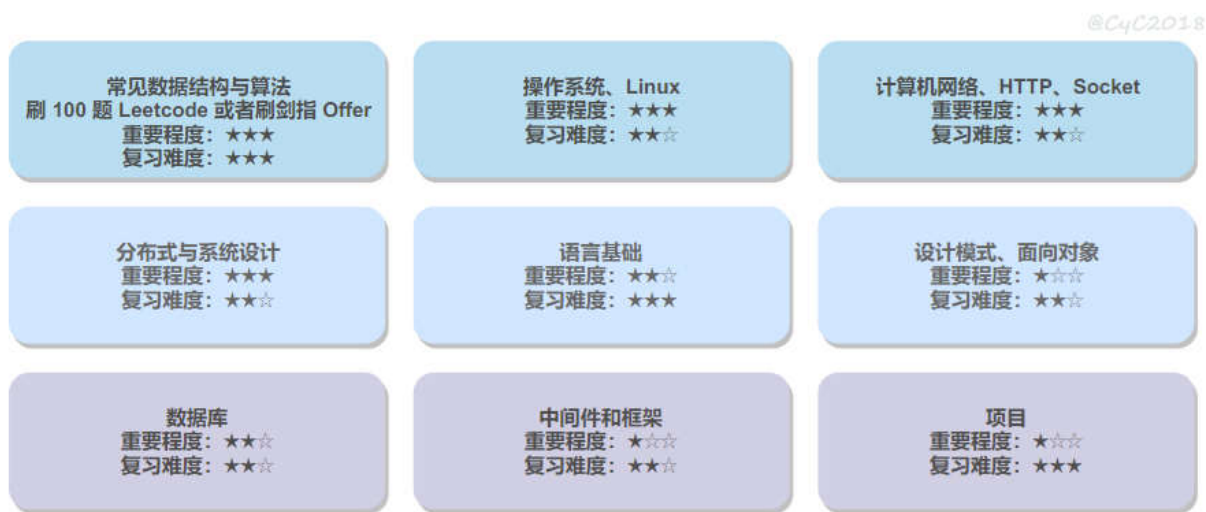 @CyC2018
常见数据结构与算法
刷 100 题 Leetcode 或者刷剑指 Offer
重要程度：★★★
复习难度：★★★
操作系统、Linux
重要程度：★★★
复习难度：★★☆
计算机网络、HTTP、Socket
重要程度：★★★
复习难度：★★☆
分布式与系统设计
重要程度：★★★
复习难度：★★☆
语言基础
重要程度：★★☆
复习难度：★★★
设计模式、面向对象
重要程度：★☆☆
复习难度：★★☆
数据库
重要程度：★★☆
复习难度：★★☆
中间件和框架
重要程度：★☆☆
复习难度：★★☆
项目
重要程度：★☆☆
复习难度：★★★